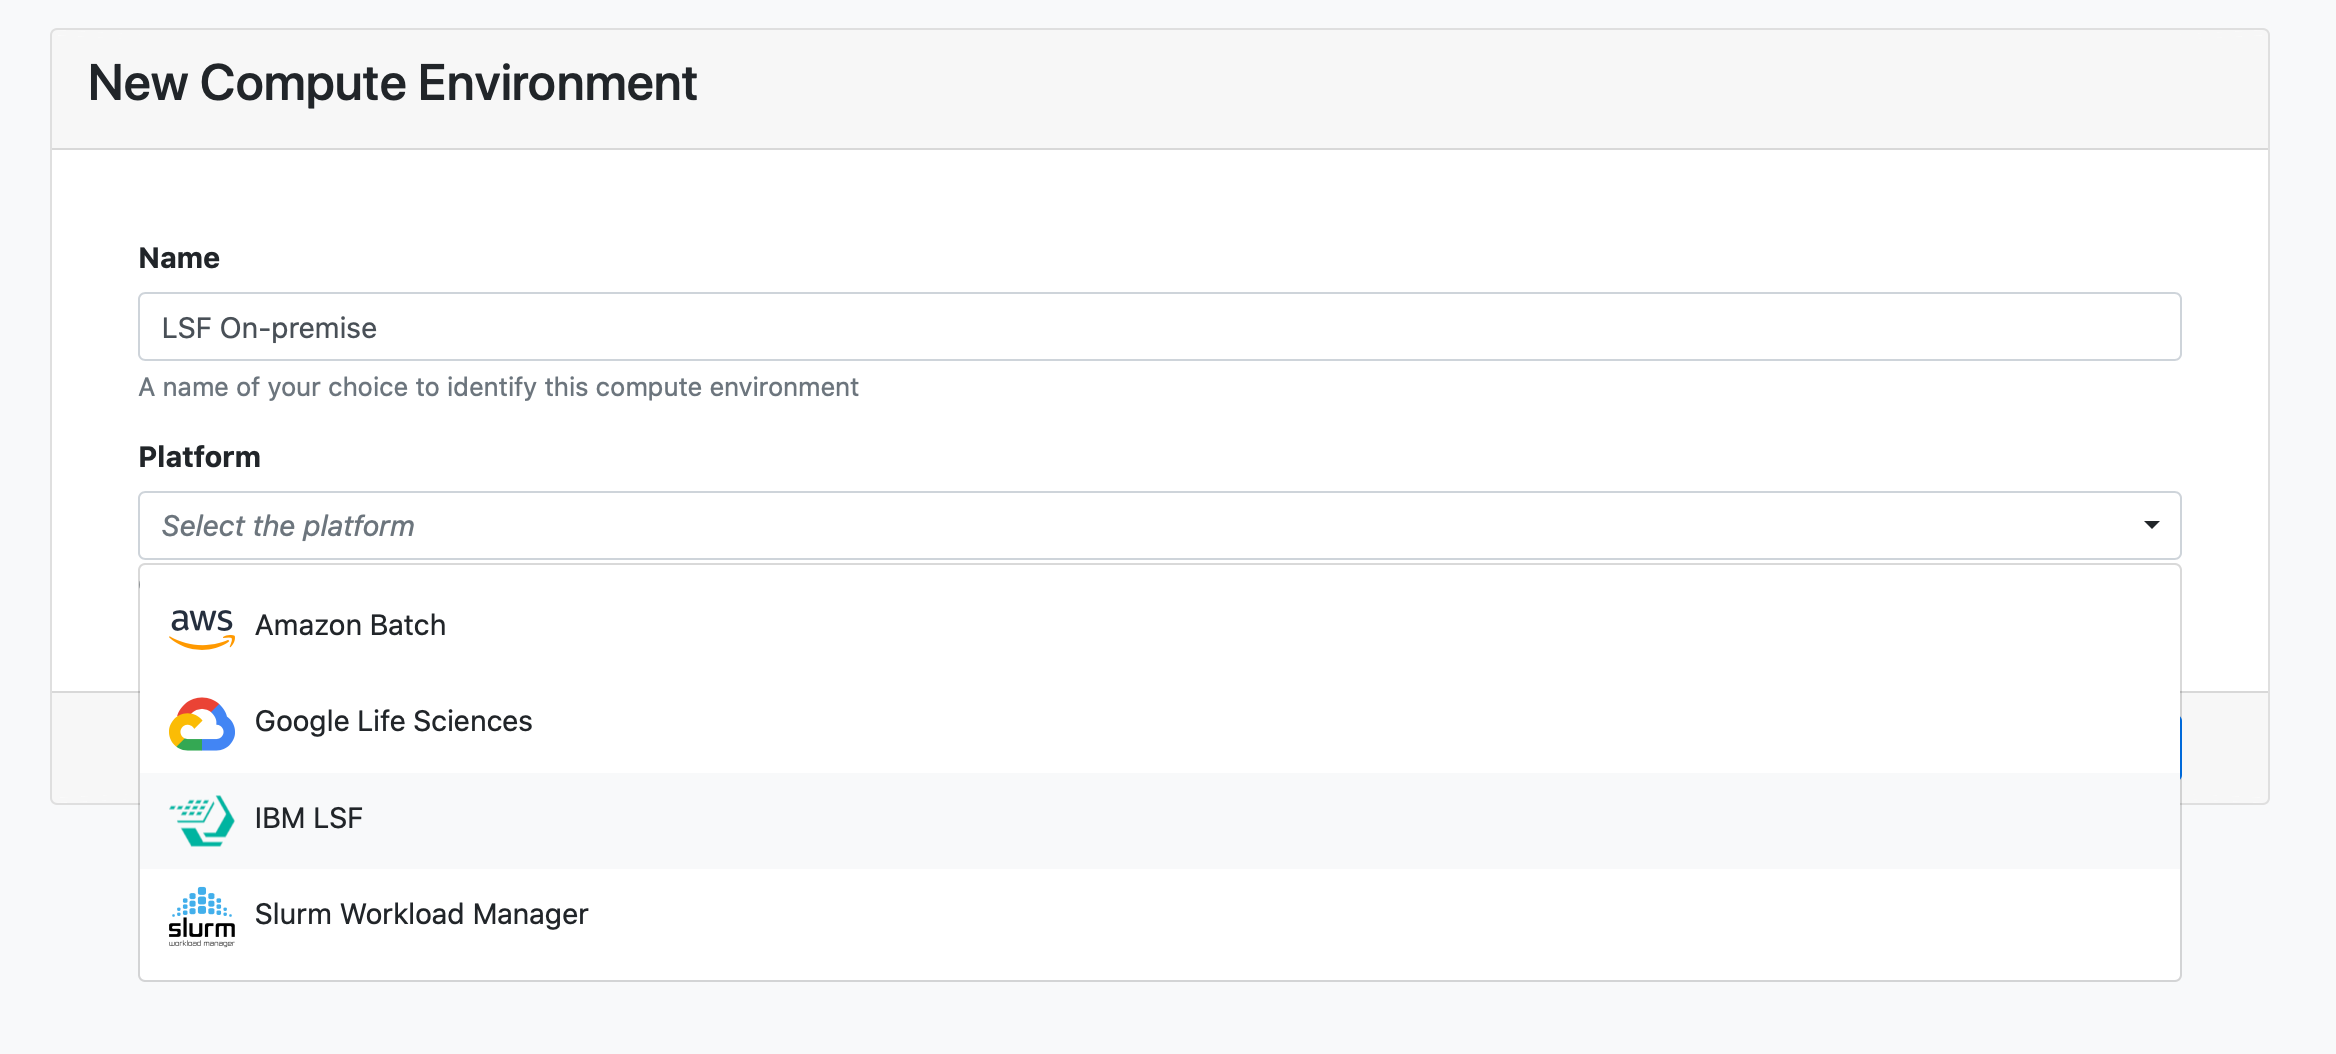 New Compute Environment
Name
LSF On-premise
A name of your choice to identify this compute environment
Platform
Select the platform
aws Amazon Batch
Google Life Sciences
IBM LSF
slurm workload manager Slurm Workload Manager